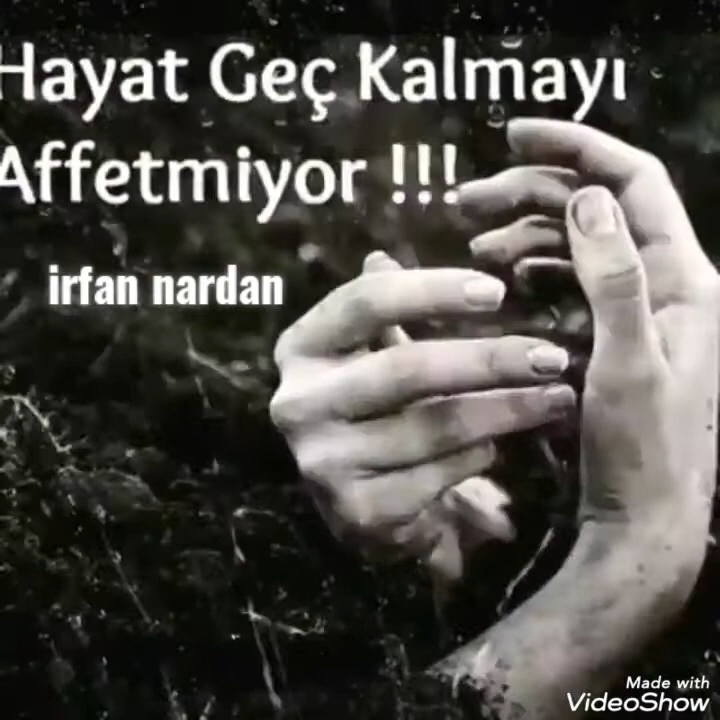 Hayat Geç Kalmayı
Affetmiyor !!!
irfan nardan
Made with
VideoShow